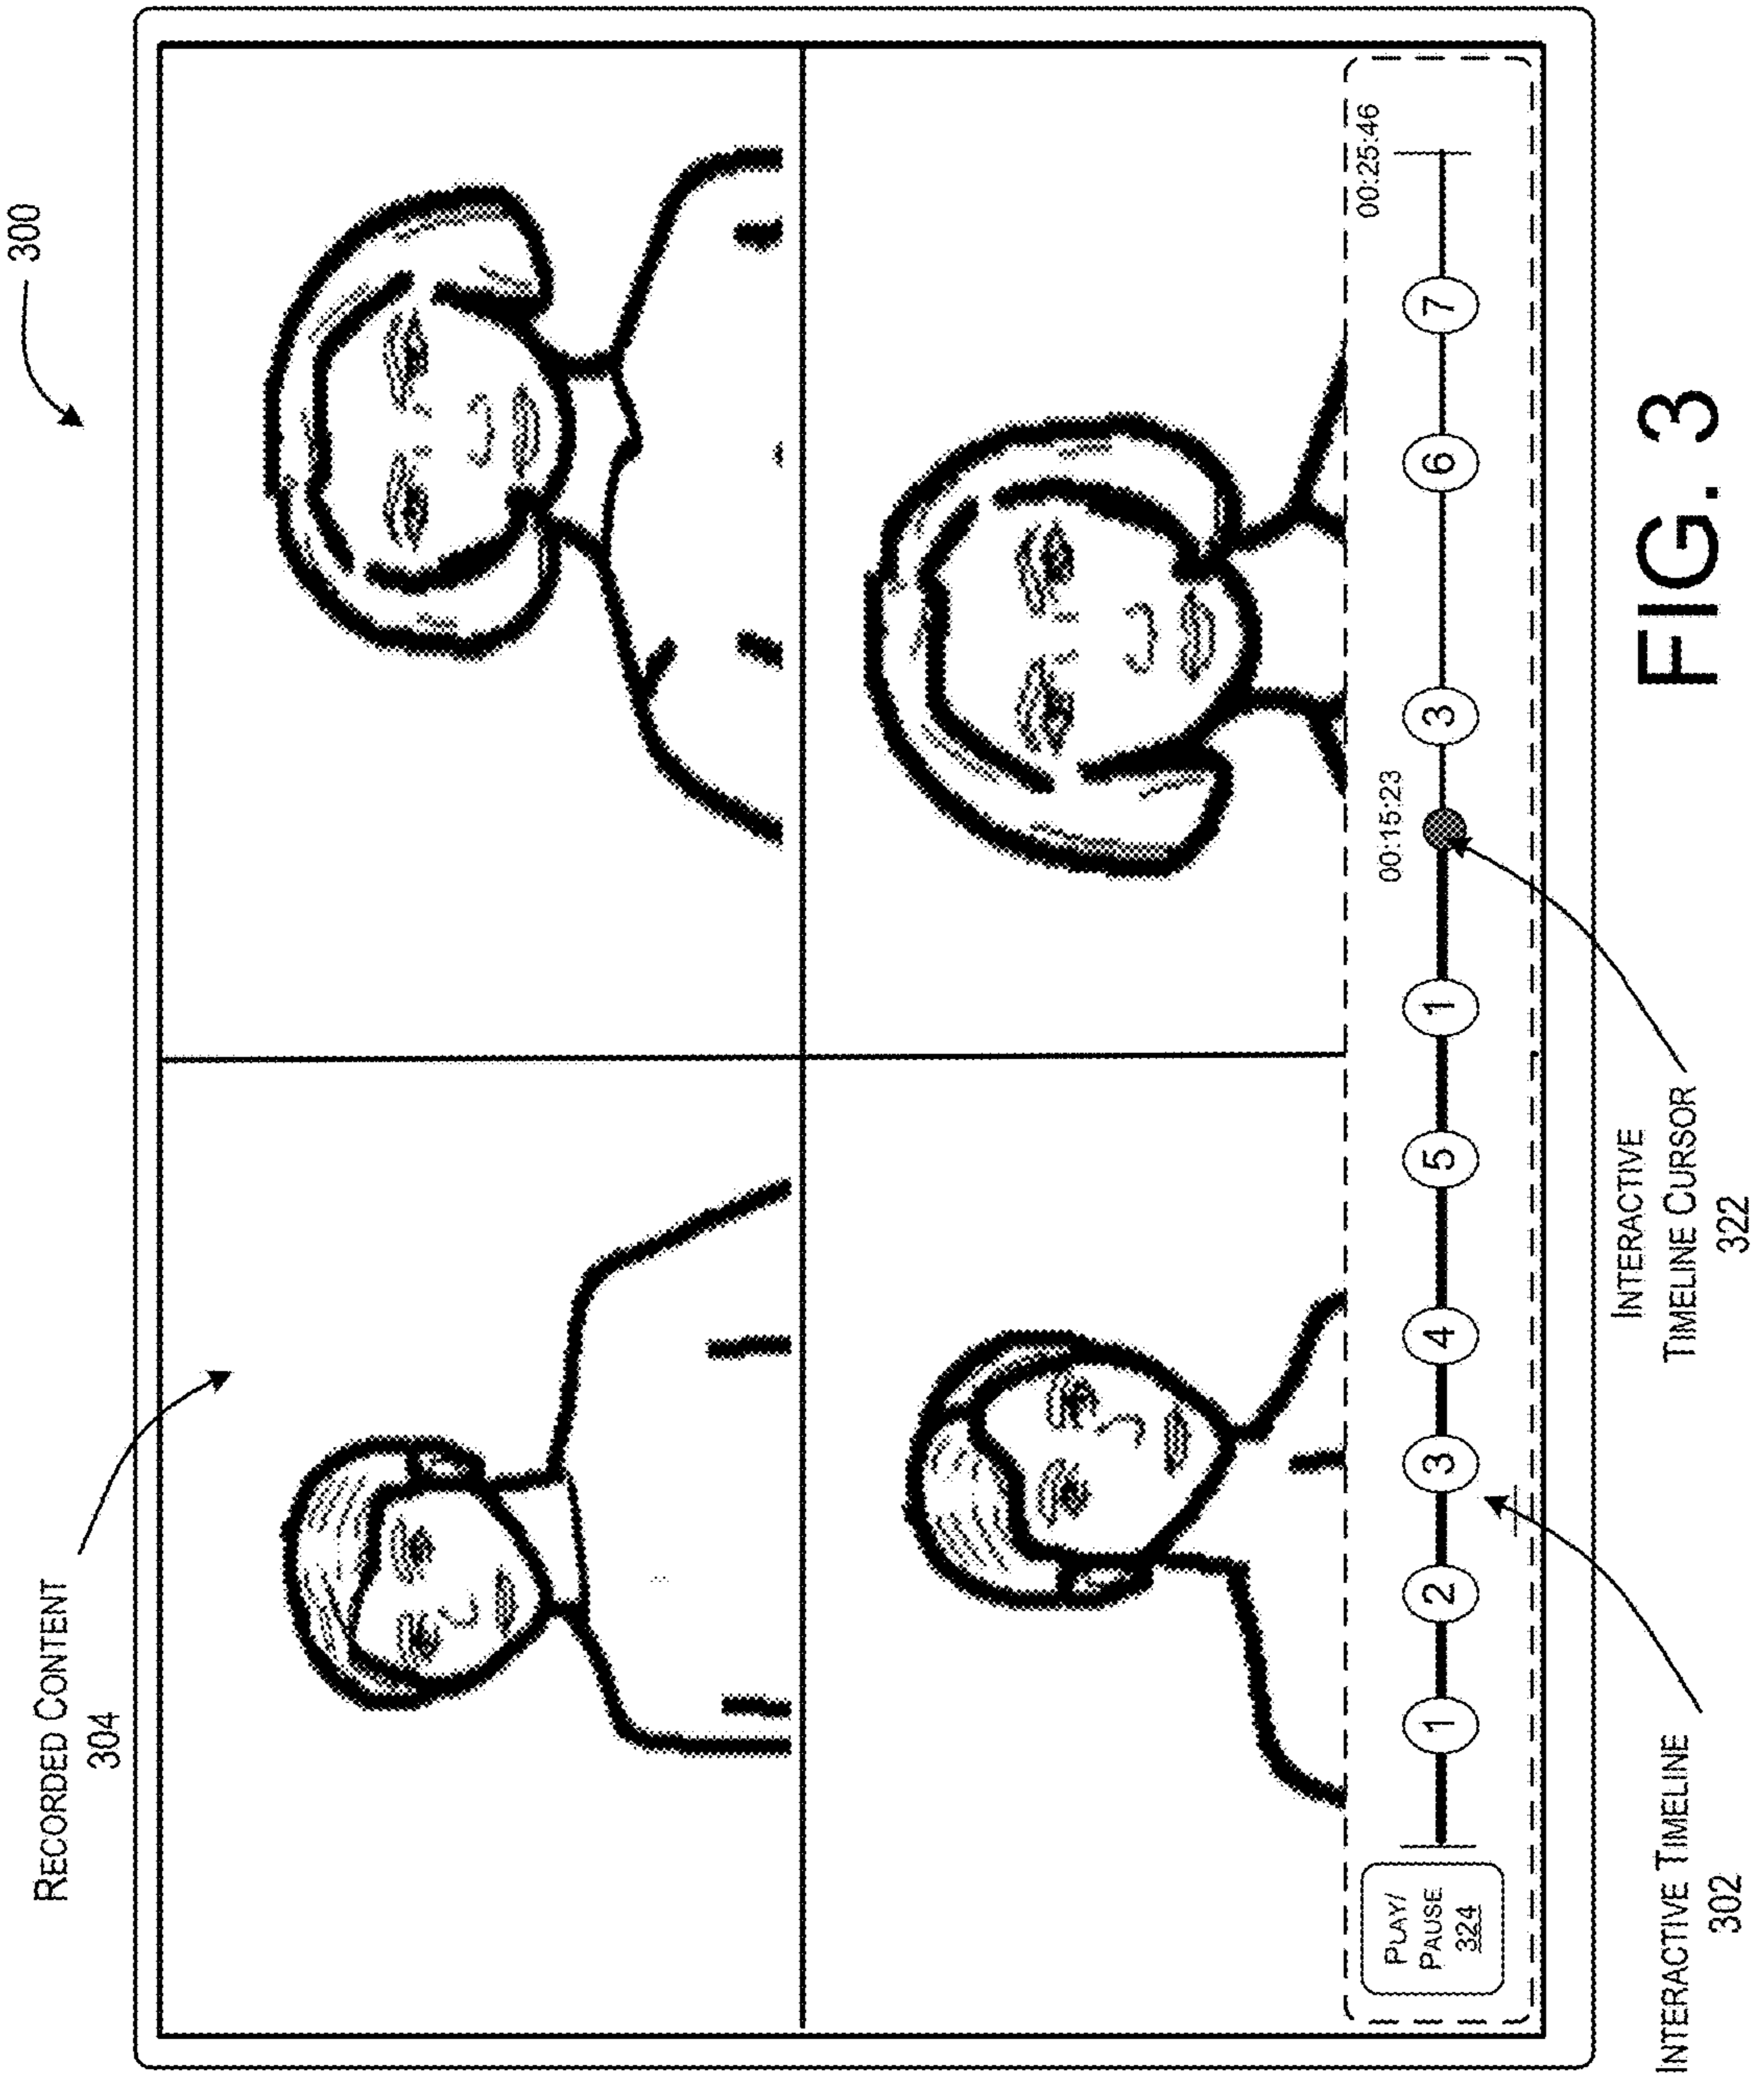 300
RECORDED CONTENT
304
00:15:23
00:25:46
PLAY/
PAUSE
324
1
2
3
4
5
1
3
6
7
INTERACTIVE TIMELINE
302
INTERACTIVE
TIMELINE CURSOR
322
FIG. 3